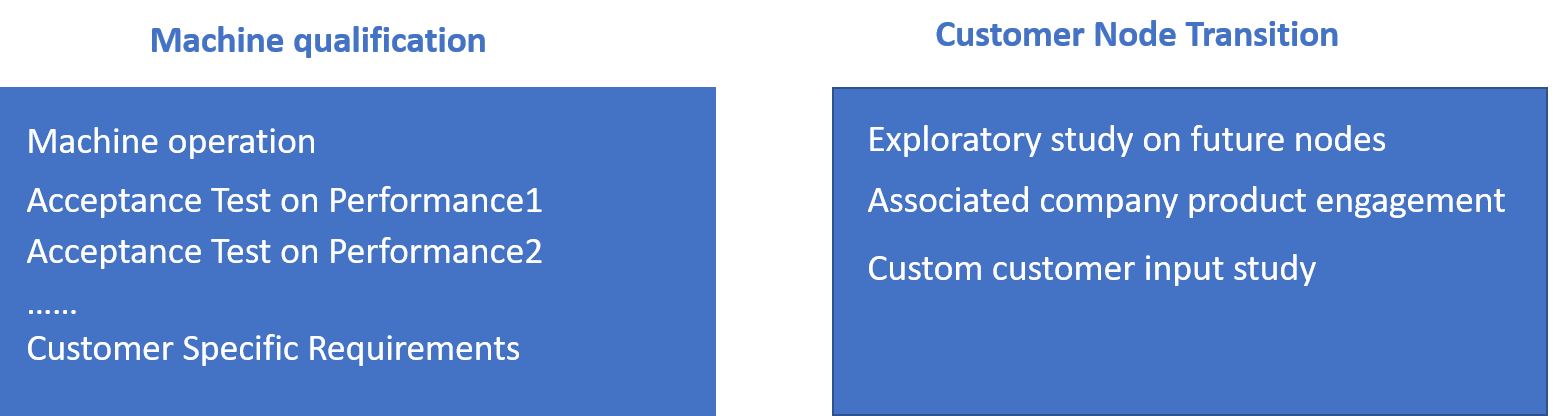 Machine qualification
Machine operation
Acceptance Test on Performance1
Acceptance Test on Performance2
......
Customer Specific Requirements
Customer Node Transition
Exploratory study on future nodes
Associated company product engagement
Custom customer input study